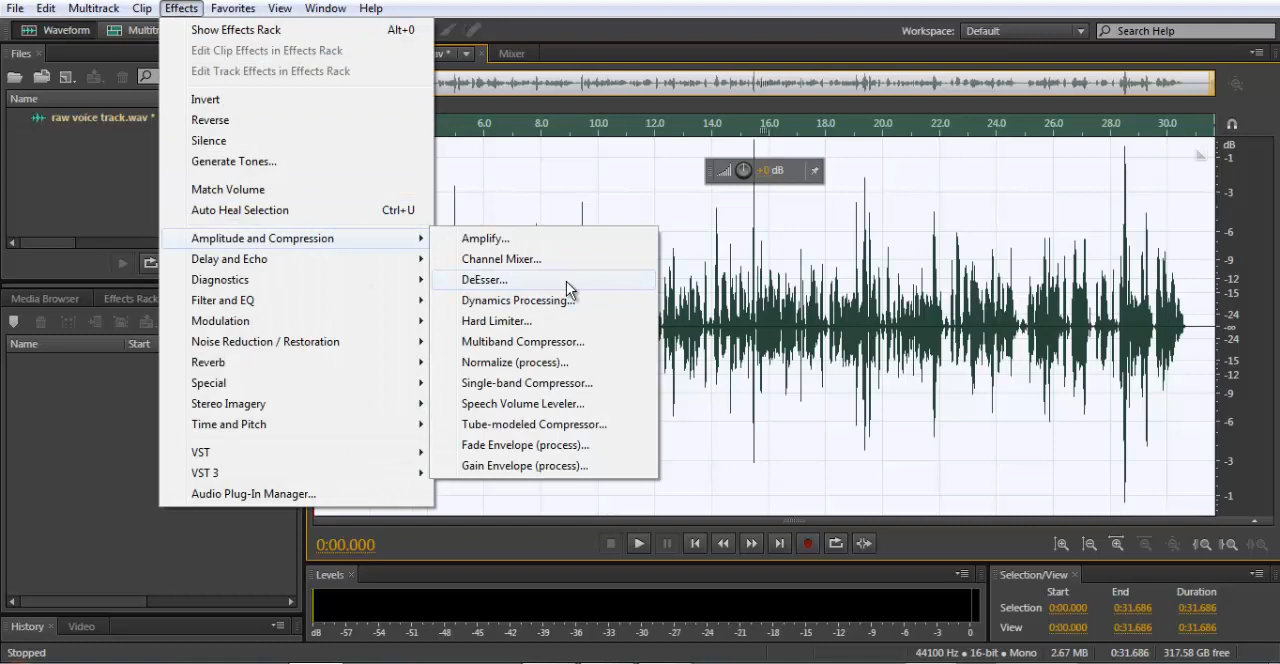 File Edit Multitrack Clip Effects Favorites View Window Help
Waveform
Multit
Workspace: Default
Search Help
Files
Name
raw voice track.wav *
Show Effects Rack Alt+0
Edit Clip Effects in Effects Rack
Edit Track Effects in Effects Rack
Invert
Reverse
Silence
Generate Tones...
Match Volume
Auto Heal Selection Ctrl+U
Amplitude and Compression
Delay and Echo
Diagnostics
Filter and EQ
Modulation
Noise Reduction / Restoration
Reverb
Special
Stereo Imagery
Time and Pitch
VST
VST 3
Audio Plug-In Manager...
Amplify...
Channel Mixer...
DeEsser...
Dynamics Processing...
Hard Limiter...
Multiband Compressor...
Normalize (process)...
Single-band Compressor...
Speech Volume Leveler...
Tube-modeled Compressor...
Fade Envelope (process)...
Gain Envelope (process)...
Mixer
6.0 8.0 10.0 12.0 14.0 16.0 18.0 20.0 22.0 24.0 26.0 28.0 30.0
+0 dB
dB
-1
-3
-6
-9
-12
-15
-24
-∞
-24
-15
-12
-9
-6
-3
-1
Media Browser Effects Rack
Name Start
0:00.000
Levels
dB -57 -54 -51 -48 -45 -42 -39 -36 -33 -30 -27 -24 -21 -18 -15 -12 -9 -6 -3 0
Selection/View
Start End Duration
Selection 0:00.000 0:31.686 0:31.686
View 0:00.000 0:31.686 0:31.686
History Video
Stopped
44100 Hz • 16-bit • Mono 2.67 MB 0:31.686 317.58 GB free